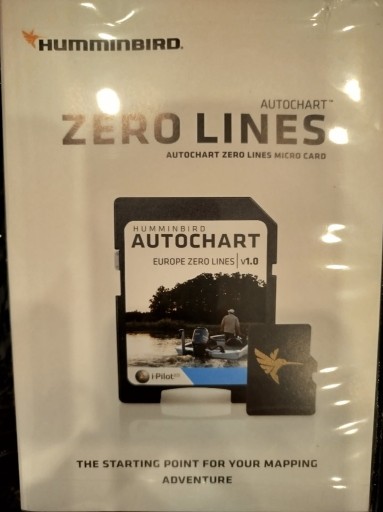 HUMMINBIRD.
AUTOCHART™
ZERO LINES
AUTOCHART ZERO LINES MICRO CARD
HUMMINBIRD
AUTOCHART
EUROPE ZERO LINES | v1.0
i Pilot
THE STARTING POINT FOR YOUR MAPPING
ADVENTURE